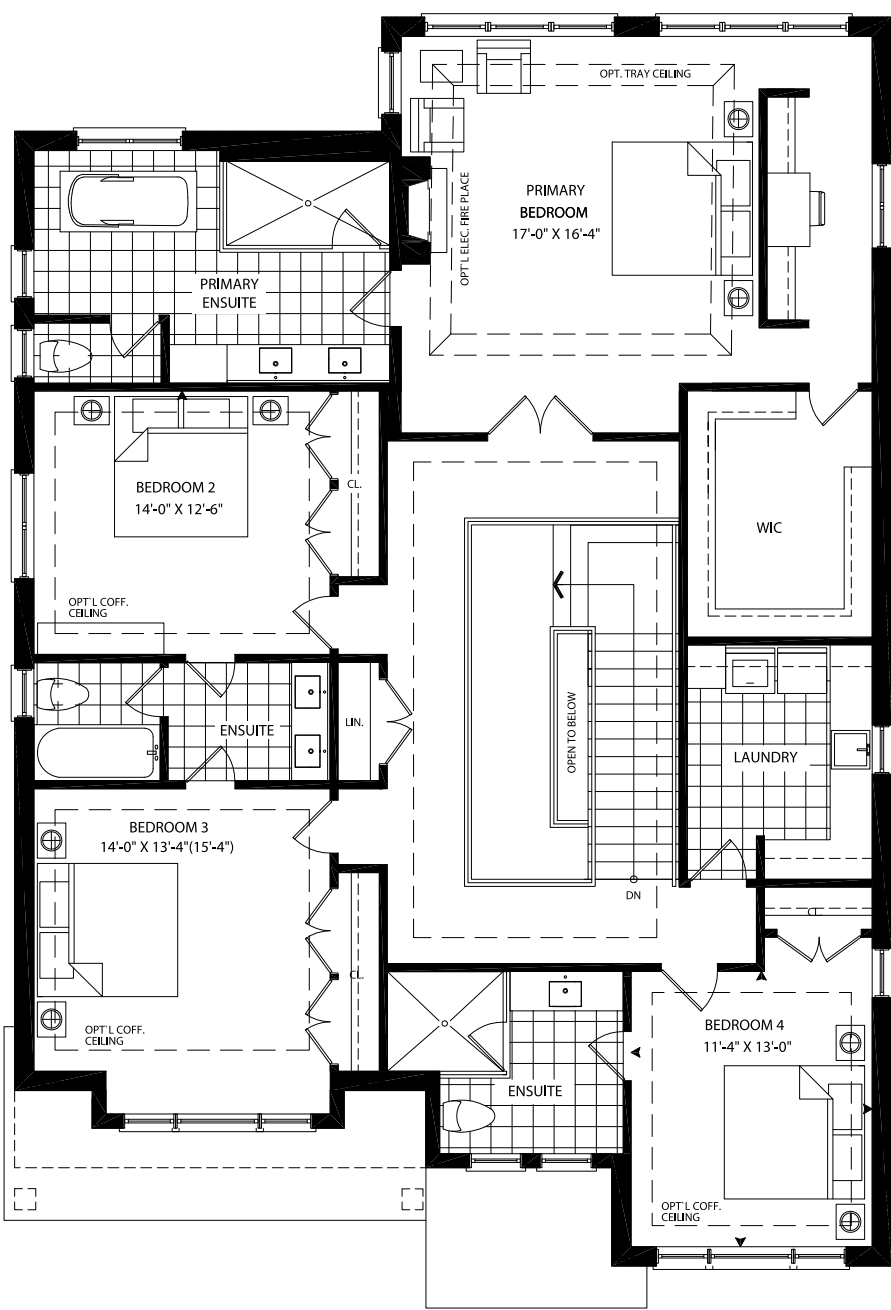 OPT. TRAY CEILING
PRIMARY
BEDROOM
17'-0" X 16'-4"
OPT'L ELEC. FIRE PLACE
PRIMARY
ENSUITE
BEDROOM 2
14'-0" X 12'-6"
CL.
OPT'L COFF.
CEILING
WIC
ENSUITE
LIN.
OPEN TO BELOW
LAUNDRY
BEDROOM 3
14'-0" X 13'-4"(15'-4")
DN
CL.
CL.
OPT'L COFF.
CEILING
BEDROOM 4
11'-4" X 13'-0"
ENSUITE
OPT'L COFF.
CEILING